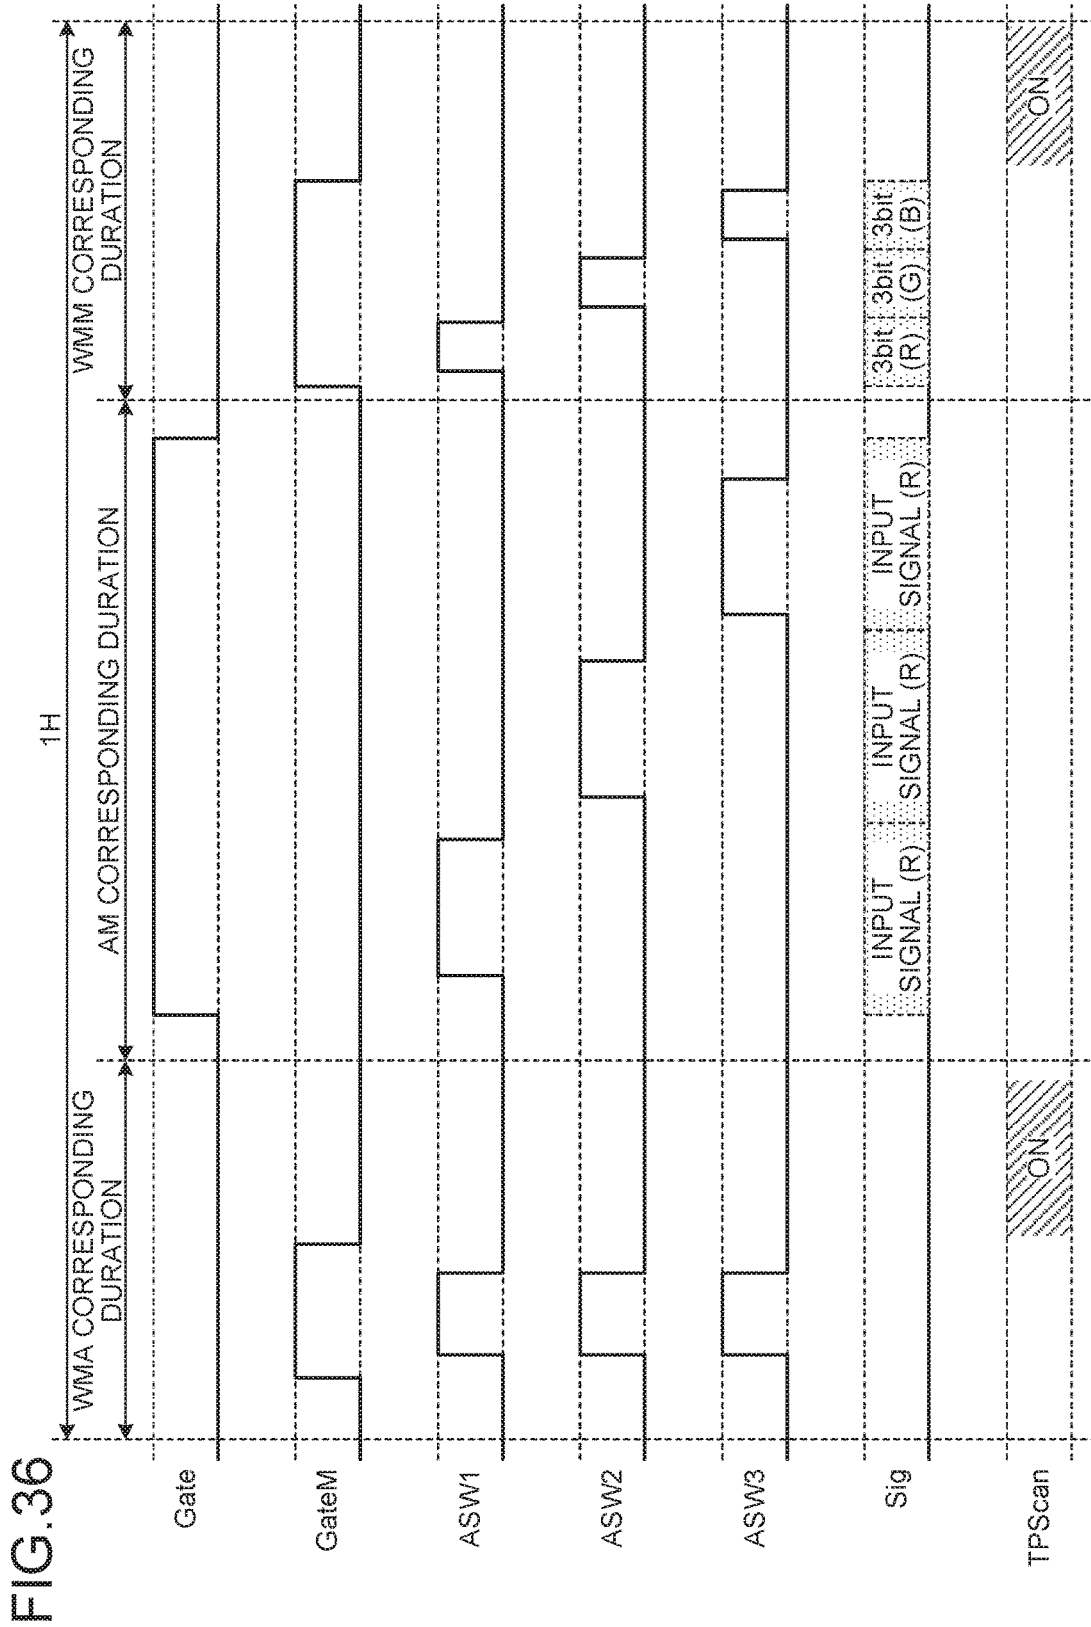 FIG.36
1H
WMA CORRESPONDING
DURATION
AM CORRESPONDING DURATION
WMM CORRESPONDING
DURATION
Gate
GateM
ASW1
ASW2
ASW3
Sig
INPUT
SIGNAL (R)
INPUT
SIGNAL (R)
INPUT
SIGNAL (R)
3bit
(R)
3bit
(G)
3bit
(B)
TPScan
ON
ON